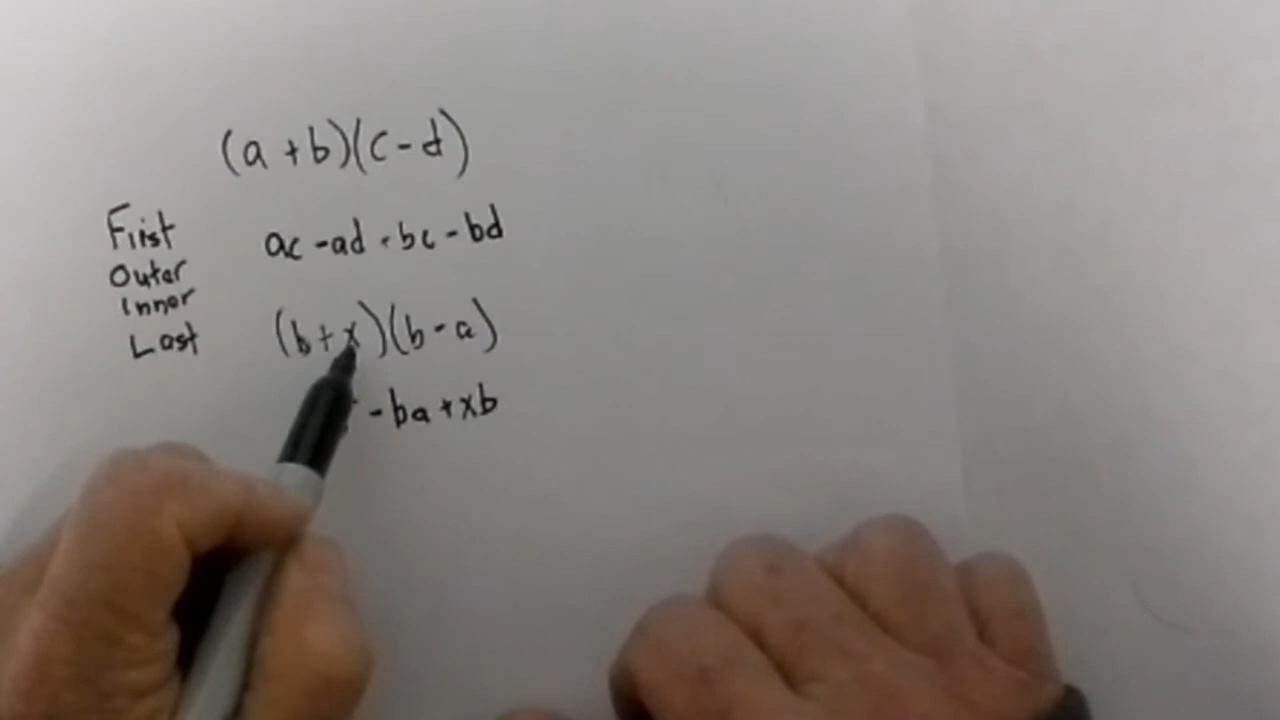 (a + b)(c - d)
First
ac - ad + bc - bd
Outer
Inner
(b + x)(b - a)
Last
- ba + xb